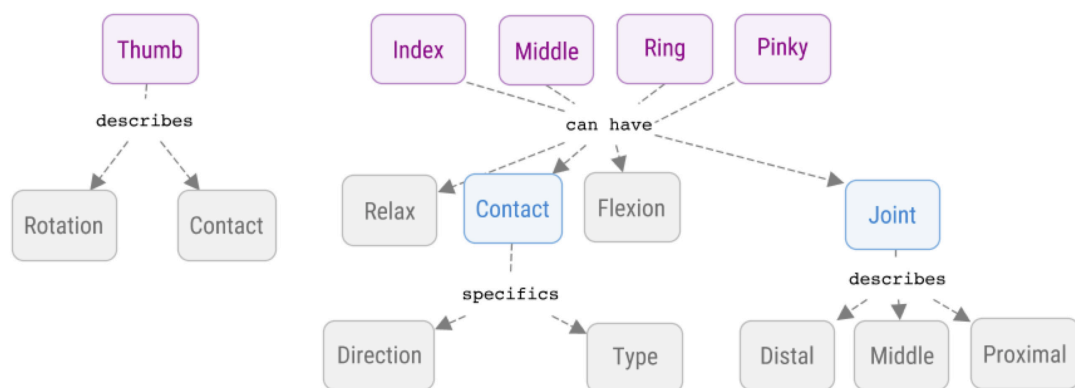 Thumb
Index
Middle
Ring
Pinky
describes
can have
Rotation
Contact
Relax
Contact
Flexion
Joint
specifics
describes
Direction
Type
Distal
Middle
Proximal